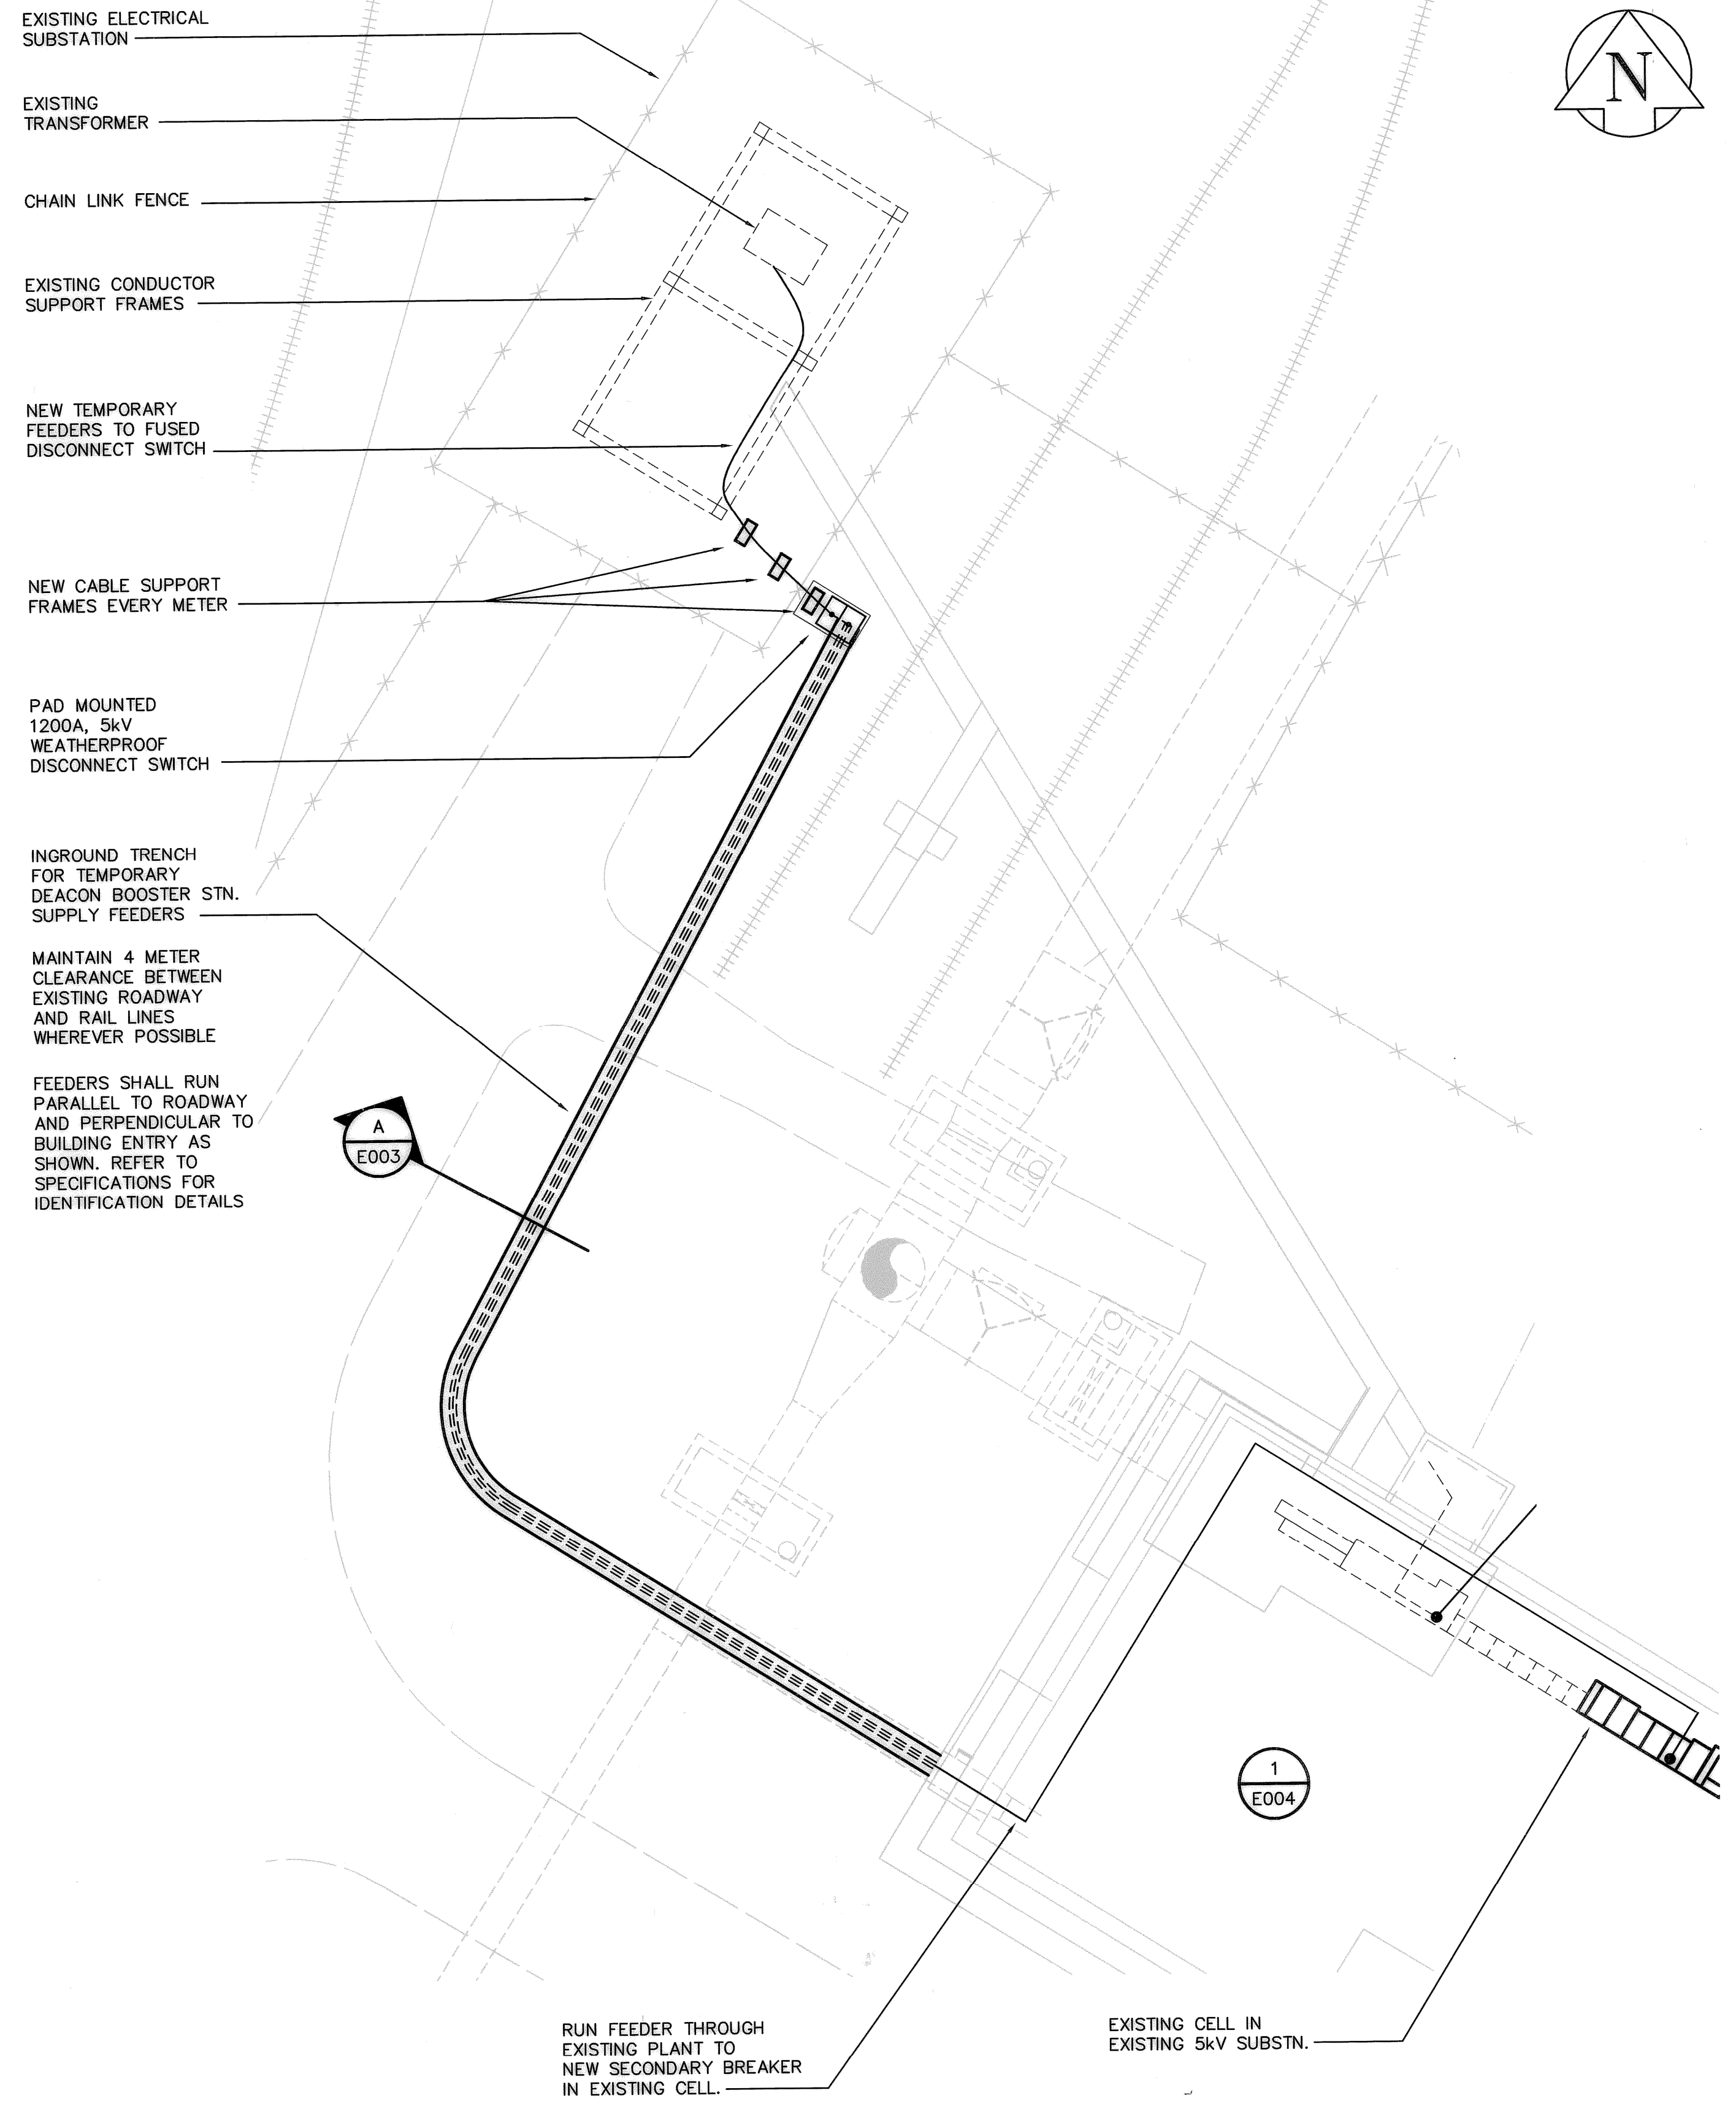 EXISTING ELECTRICAL
SUBSTATION
N
EXISTING
TRANSFORMER
CHAIN LINK FENCE
EXISTING CONDUCTOR
SUPPORT FRAMES
NEW TEMPORARY
FEEDERS TO FUSED
DISCONNECT SWITCH
NEW CABLE SUPPORT
FRAMES EVERY METER
PAD MOUNTED
1200A, 5kV
WEATHERPROOF
DISCONNECT SWITCH
INGROUND TRENCH
FOR TEMPORARY
DEACON BOOSTER STN.
SUPPLY FEEDERS
MAINTAIN 4 METER
CLEARANCE BETWEEN
EXISTING ROADWAY
AND RAIL LINES
WHEREVER POSSIBLE
FEEDERS SHALL RUN
PARALLEL TO ROADWAY
AND PERPENDICULAR TO
BUILDING ENTRY AS
SHOWN. REFER TO
SPECIFICATIONS FOR
IDENTIFICATION DETAILS
A
E003
1
E004
RUN FEEDER THROUGH
EXISTING PLANT TO
NEW SECONDARY BREAKER
IN EXISTING CELL.
EXISTING CELL IN
EXISTING 5kV SUBSTN.